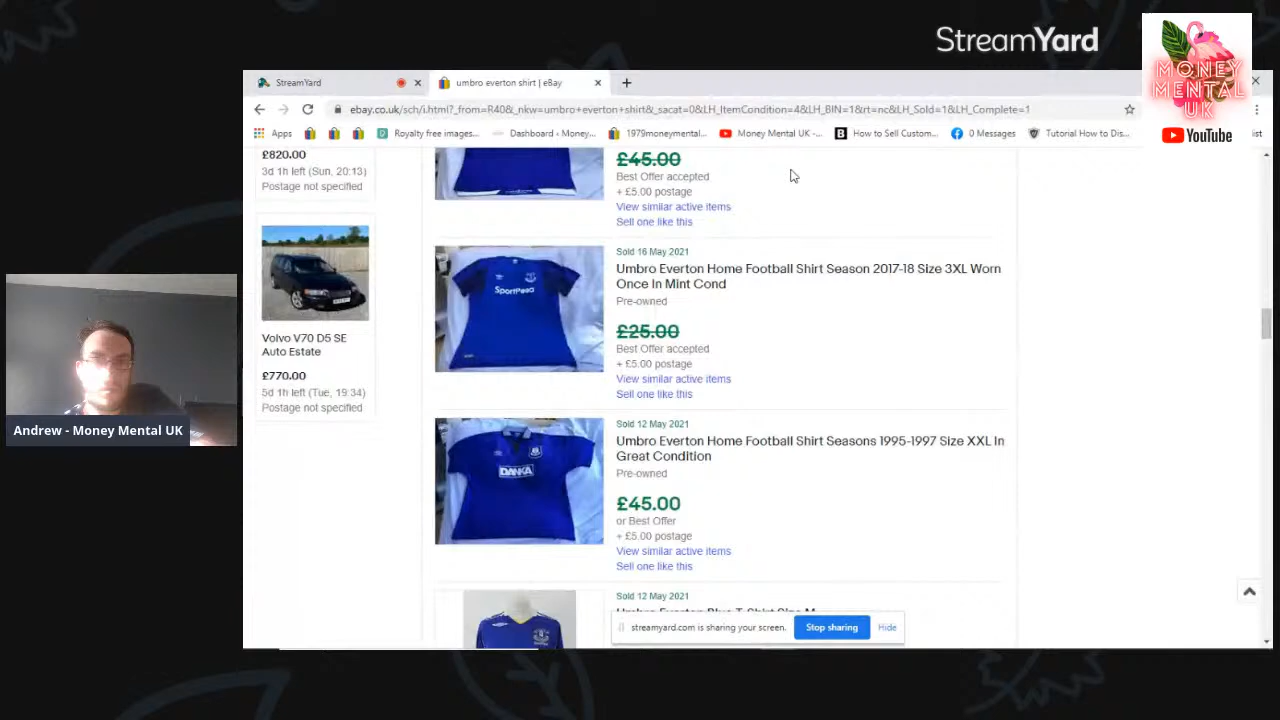 StreamYard
MONEY
MENTAL
UK
YouTube
StreamYard
umbro everton shirt | eBay
ebay.co.uk/sch/i.html?_from=R40&_nkw=umbro+everton+shirt&_sacat=0&LH_ItemCondition=4&LH_BIN=1&rt=nc&LH_Sold=1&LH_Complete=1
Apps
Royalty free images...
Dashboard ‹ Money...
1979moneymental...
Money Mental UK -...
How to Sell Custom...
0 Messages
Tutorial How to Dis...
£820.00
3d 1h left (Sun, 20:13)
Postage not specified
Volvo V70 D5 SE
Auto Estate
£770.00
5d 1h left (Tue, 19:34)
Postage not specified
£45.00
Best Offer accepted
+ £5.00 postage
View similar active items
Sell one like this
Sold 16 May 2021
Umbro Everton Home Football Shirt Season 2017-18 Size 3XL Worn
Once In Mint Cond
Pre-owned
£25.00
Best Offer accepted
+ £5.00 postage
View similar active items
Sell one like this
SportPesa
Sold 12 May 2021
Umbro Everton Home Football Shirt Seasons 1995-1997 Size XXL In
Great Condition
Pre-owned
£45.00
or Best Offer
+ £5.00 postage
View similar active items
Sell one like this
DANKA
Sold 12 May 2021
Umbro Everton Blue T-Shirt Size M
streamyard.com is sharing your screen.
Stop sharing
Hide
Andrew - Money Mental UK